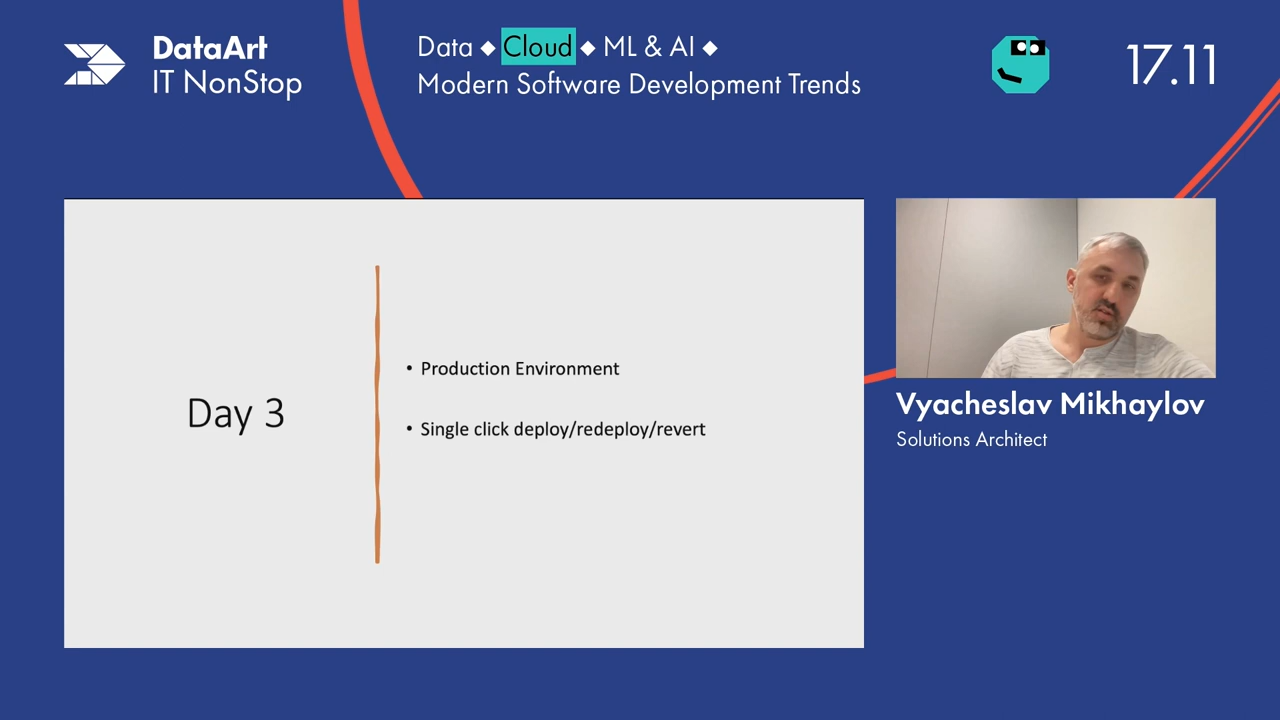 DataArt
IT NonStop
Data ◆ Cloud ◆ ML & AI ◆
Modern Software Development Trends
17.11
Day 3
• Production Environment
• Single click deploy/redeploy/revert
Vyacheslav Mikhaylov
Solutions Architect